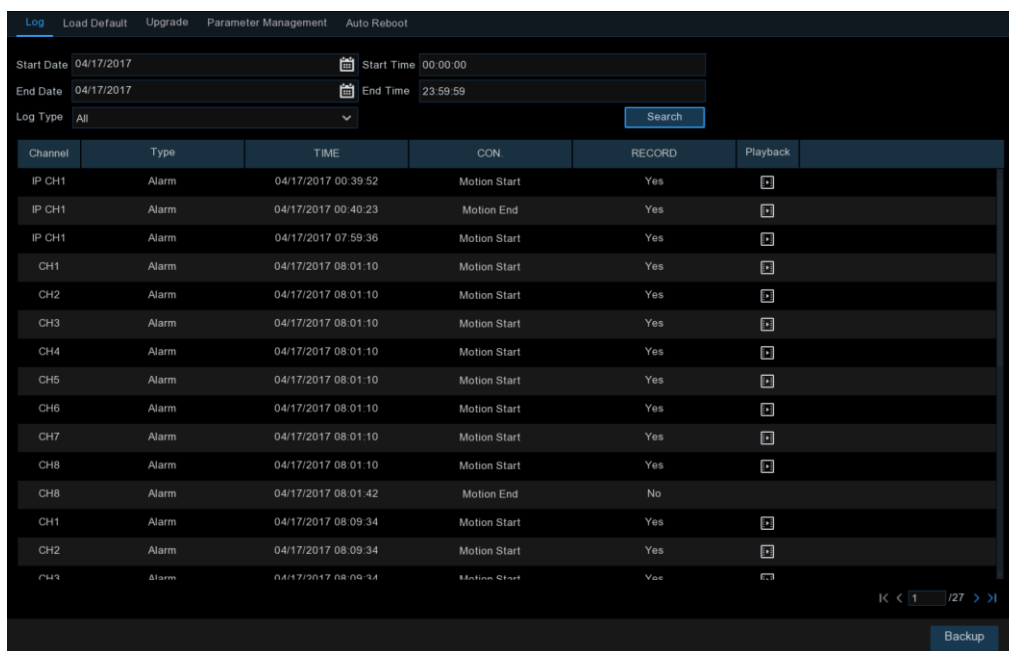 Log Load Default Upgrade Parameter Management Auto Reboot
Start Date 04/17/2017 Start Time 00:00:00
End Date 04/17/2017 End Time 23:59:59
Log Type All Search
Channel Type TIME CON. RECORD Playback
IP CH1 Alarm 04/17/2017 00:39:52 Motion Start Yes
IP CH1 Alarm 04/17/2017 00:40:23 Motion End Yes
IP CH1 Alarm 04/17/2017 07:59:36 Motion Start Yes
CH1 Alarm 04/17/2017 08:01:10 Motion Start Yes
CH2 Alarm 04/17/2017 08:01:10 Motion Start Yes
CH3 Alarm 04/17/2017 08:01:10 Motion Start Yes
CH4 Alarm 04/17/2017 08:01:10 Motion Start Yes
CH5 Alarm 04/17/2017 08:01:10 Motion Start Yes
CH6 Alarm 04/17/2017 08:01:10 Motion Start Yes
CH7 Alarm 04/17/2017 08:01:10 Motion Start Yes
CH8 Alarm 04/17/2017 08:01:10 Motion Start Yes
CH8 Alarm 04/17/2017 08:01:42 Motion End No
CH1 Alarm 04/17/2017 08:09:34 Motion Start Yes
CH2 Alarm 04/17/2017 08:09:34 Motion Start Yes
CH3 Alarm 04/17/2017 08:09:34 Motion Start Yes
1 /27
Backup